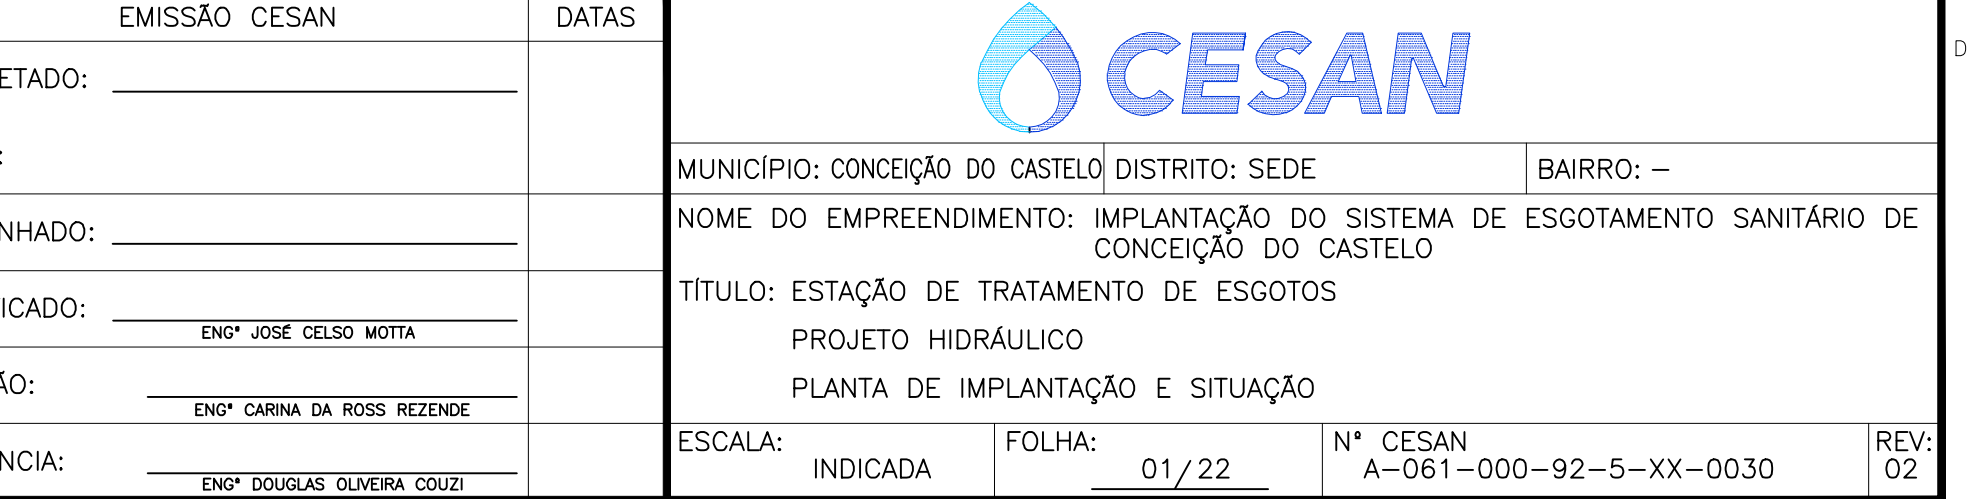 EMISSÃO CESAN
DATAS
ETADO:
:
NHADO:
ICADO:
ENGº JOSÉ CELSO MOTTA
ÃO:
ENGª CARINA DA ROSS REZENDE
NCIA:
ENGº DOUGLAS OLIVEIRA COUZI
CESAN
D
MUNICÍPIO: CONCEIÇÃO DO CASTELO
DISTRITO: SEDE
BAIRRO: –
NOME DO EMPREENDIMENTO: IMPLANTAÇÃO DO SISTEMA DE ESGOTAMENTO SANITÁRIO DE
CONCEIÇÃO DO CASTELO
TÍTULO: ESTAÇÃO DE TRATAMENTO DE ESGOTOS
PROJETO HIDRÁULICO
PLANTA DE IMPLANTAÇÃO E SITUAÇÃO
ESCALA:
INDICADA
FOLHA:
01/22
Nº CESAN
A-061-000-92-5-XX-0030
REV:
02